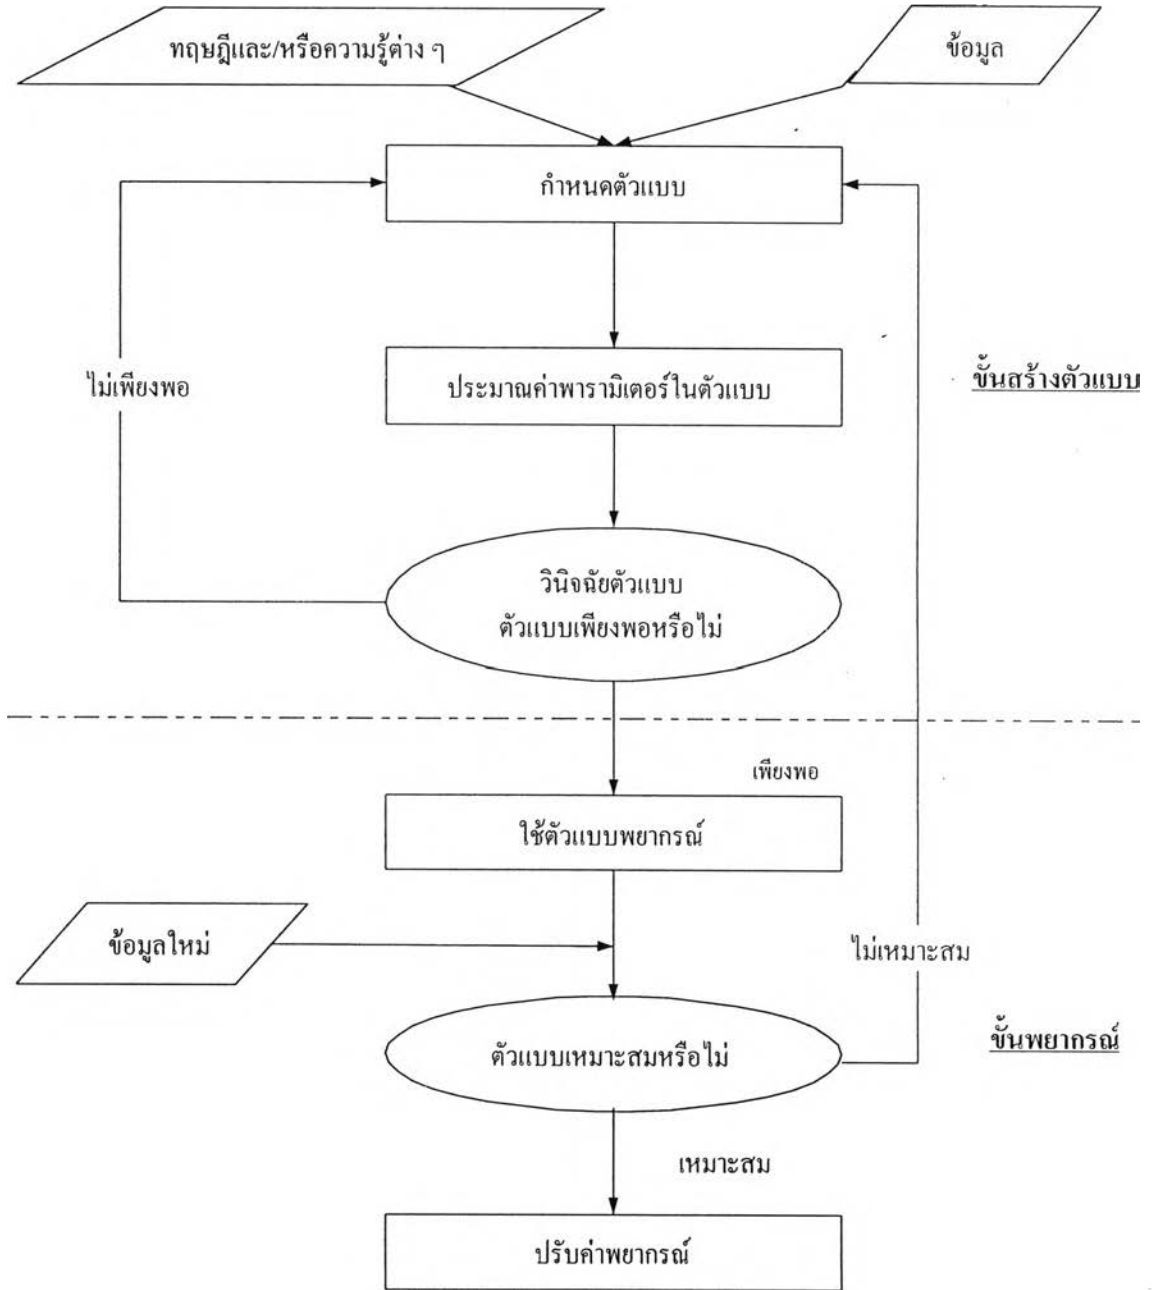 ทฤษฎีและ/หรือความรู้ต่าง ๆ
ข้อมูล
กำหนดตัวแบบ
ไม่เพียงพอ
ประมาณค่าพารามิเตอร์ในตัวแบบ
ขั้นสร้างตัวแบบ
วินิจฉัยตัวแบบ
ตัวแบบเพียงพอหรือไม่
เพียงพอ
ใช้ตัวแบบพยากรณ์
ข้อมูลใหม่
ไม่เหมาะสม
ขั้นพยากรณ์
ตัวแบบเหมาะสมหรือไม่
เหมาะสม
ปรับค่าพยากรณ์